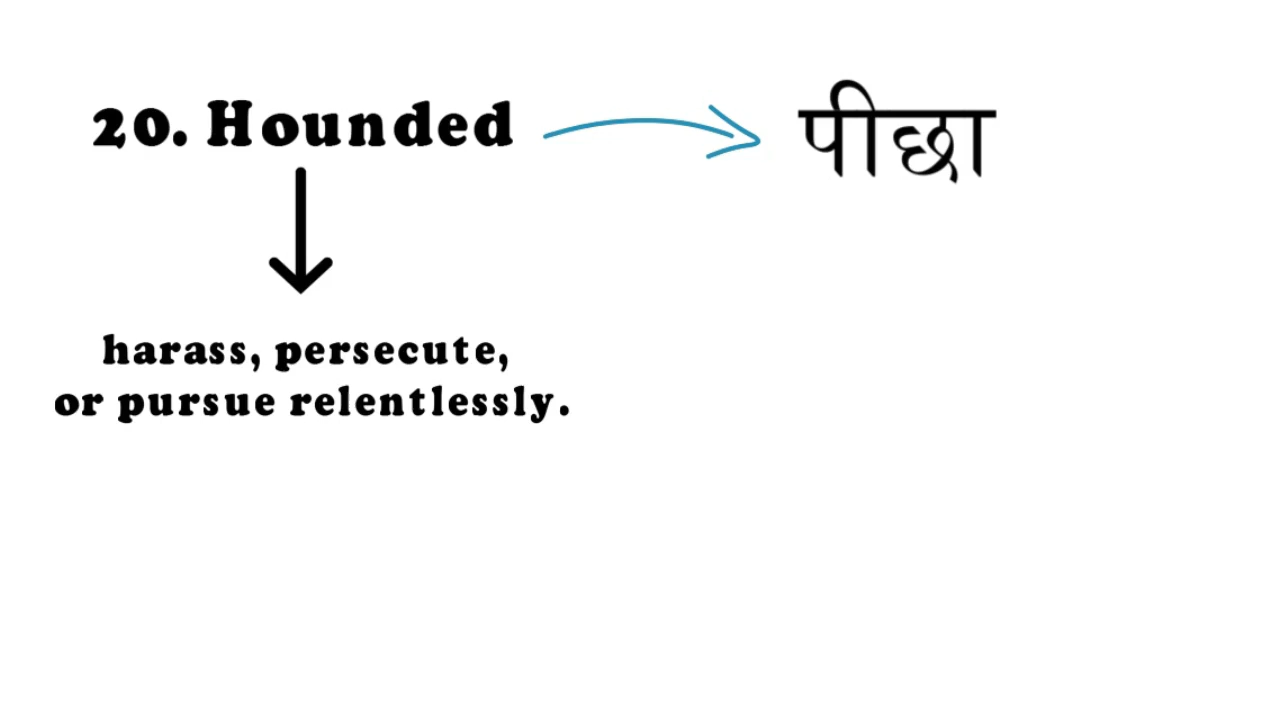 20. Hounded
पीछा
harass, persecute,
or pursue relentlessly.